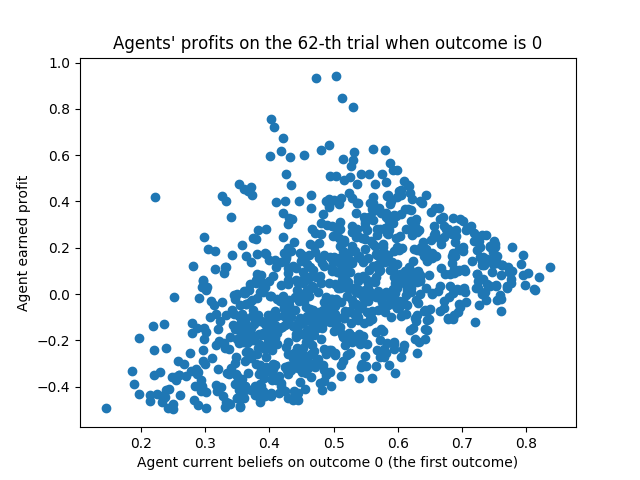 Agents' profits on the 62-th trial when outcome is 0
1.0
0.8
0.6
0.4
0.2
0.0
−0.2
−0.4
Agent earned profit
0.2 0.3 0.4 0.5 0.6 0.7 0.8
Agent current beliefs on outcome 0 (the first outcome)